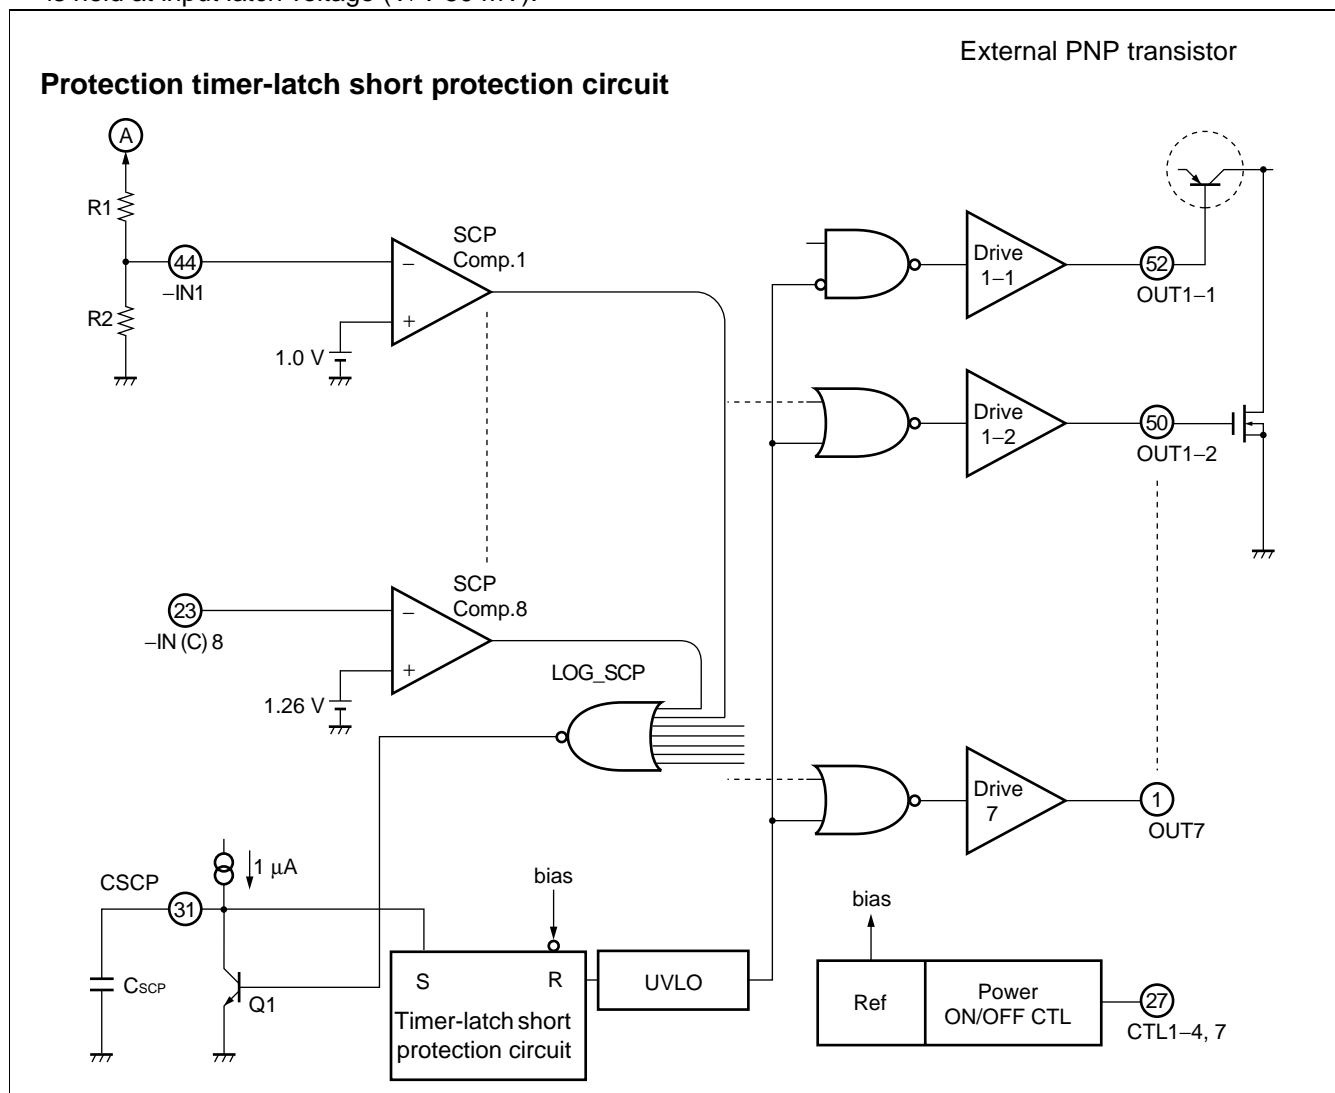 External PNP transistor
Protection timer-latch short protection circuit
A
R1
44
−IN1
R2
SCP
Comp.1
−
+
1.0 V
Drive
1−1
52
OUT1−1
Drive
1−2
50
OUT1−2
SCP
Comp.8
23
−IN (C) 8
−
+
1.26 V
LOG_SCP
Drive
7
1
OUT7
1 μA
CSCP
31
bias
bias
CSCP
Q1
S
R
UVLO
Timer-latch short
protection circuit
Ref
Power
ON/OFF CTL
27
CTL1−4, 7